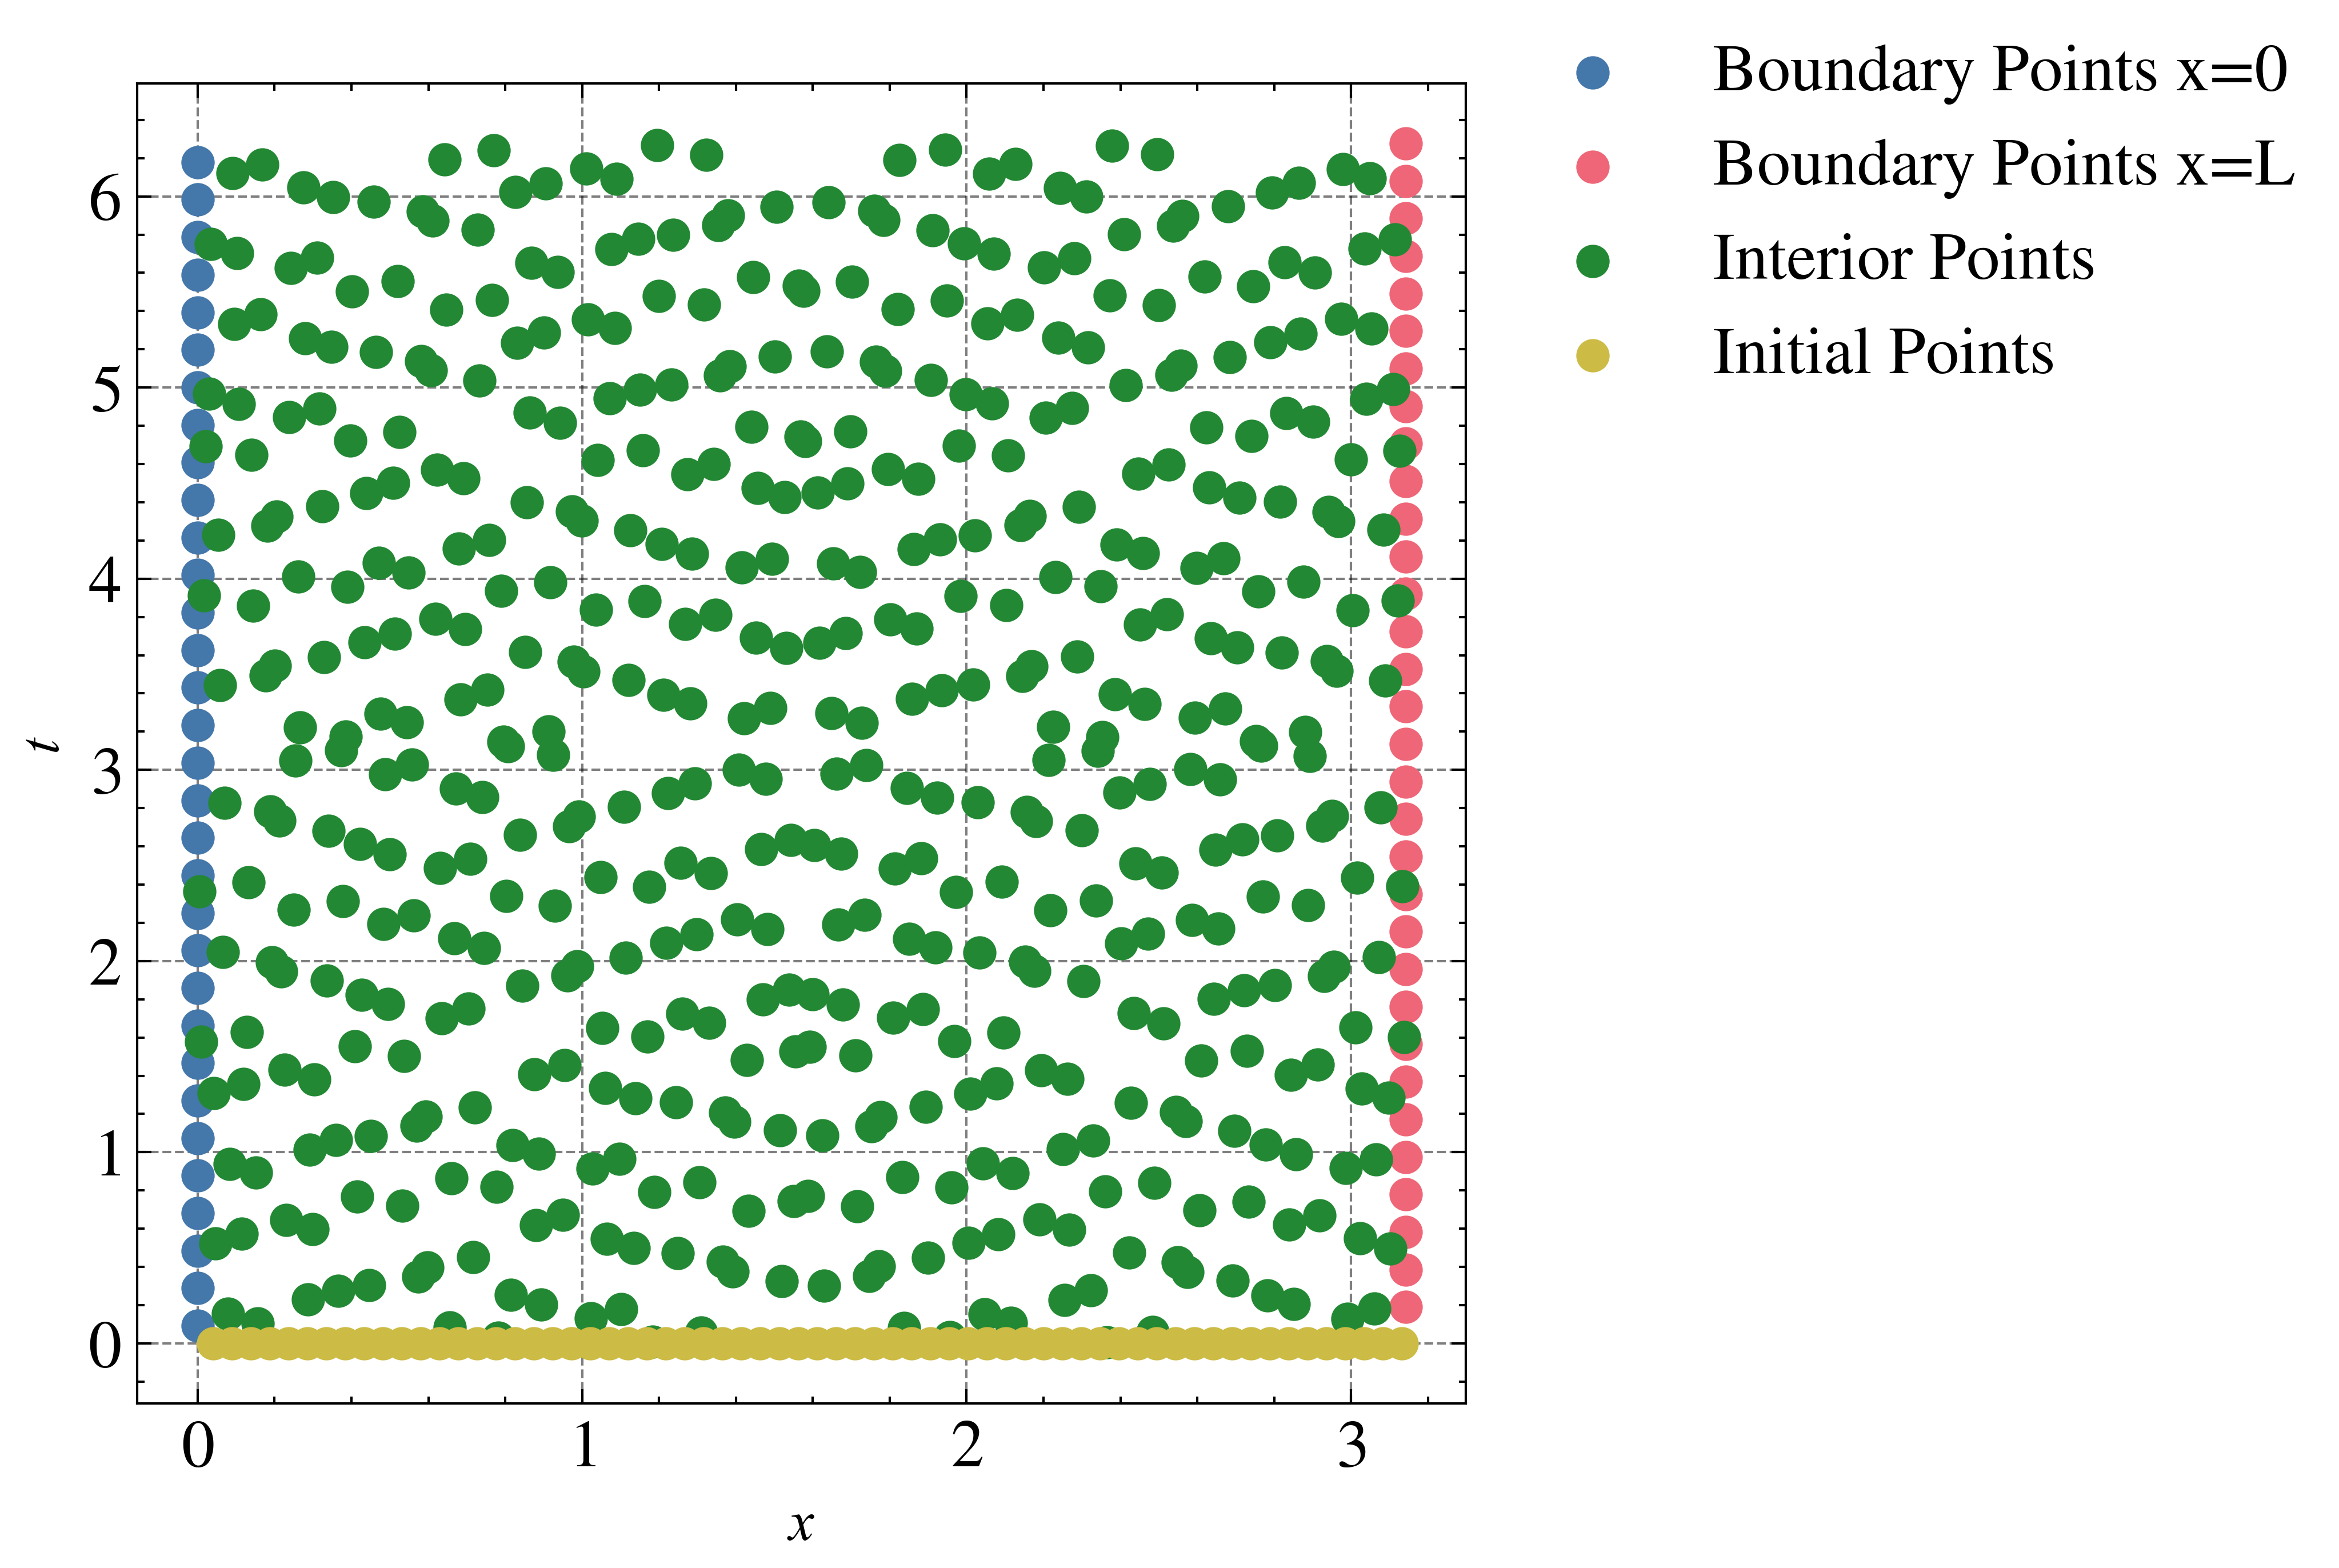 Boundary Points x=0
Boundary Points x=L
Interior Points
Initial Points
6
5
4
3
2
1
0
t
0 1 2 3
x